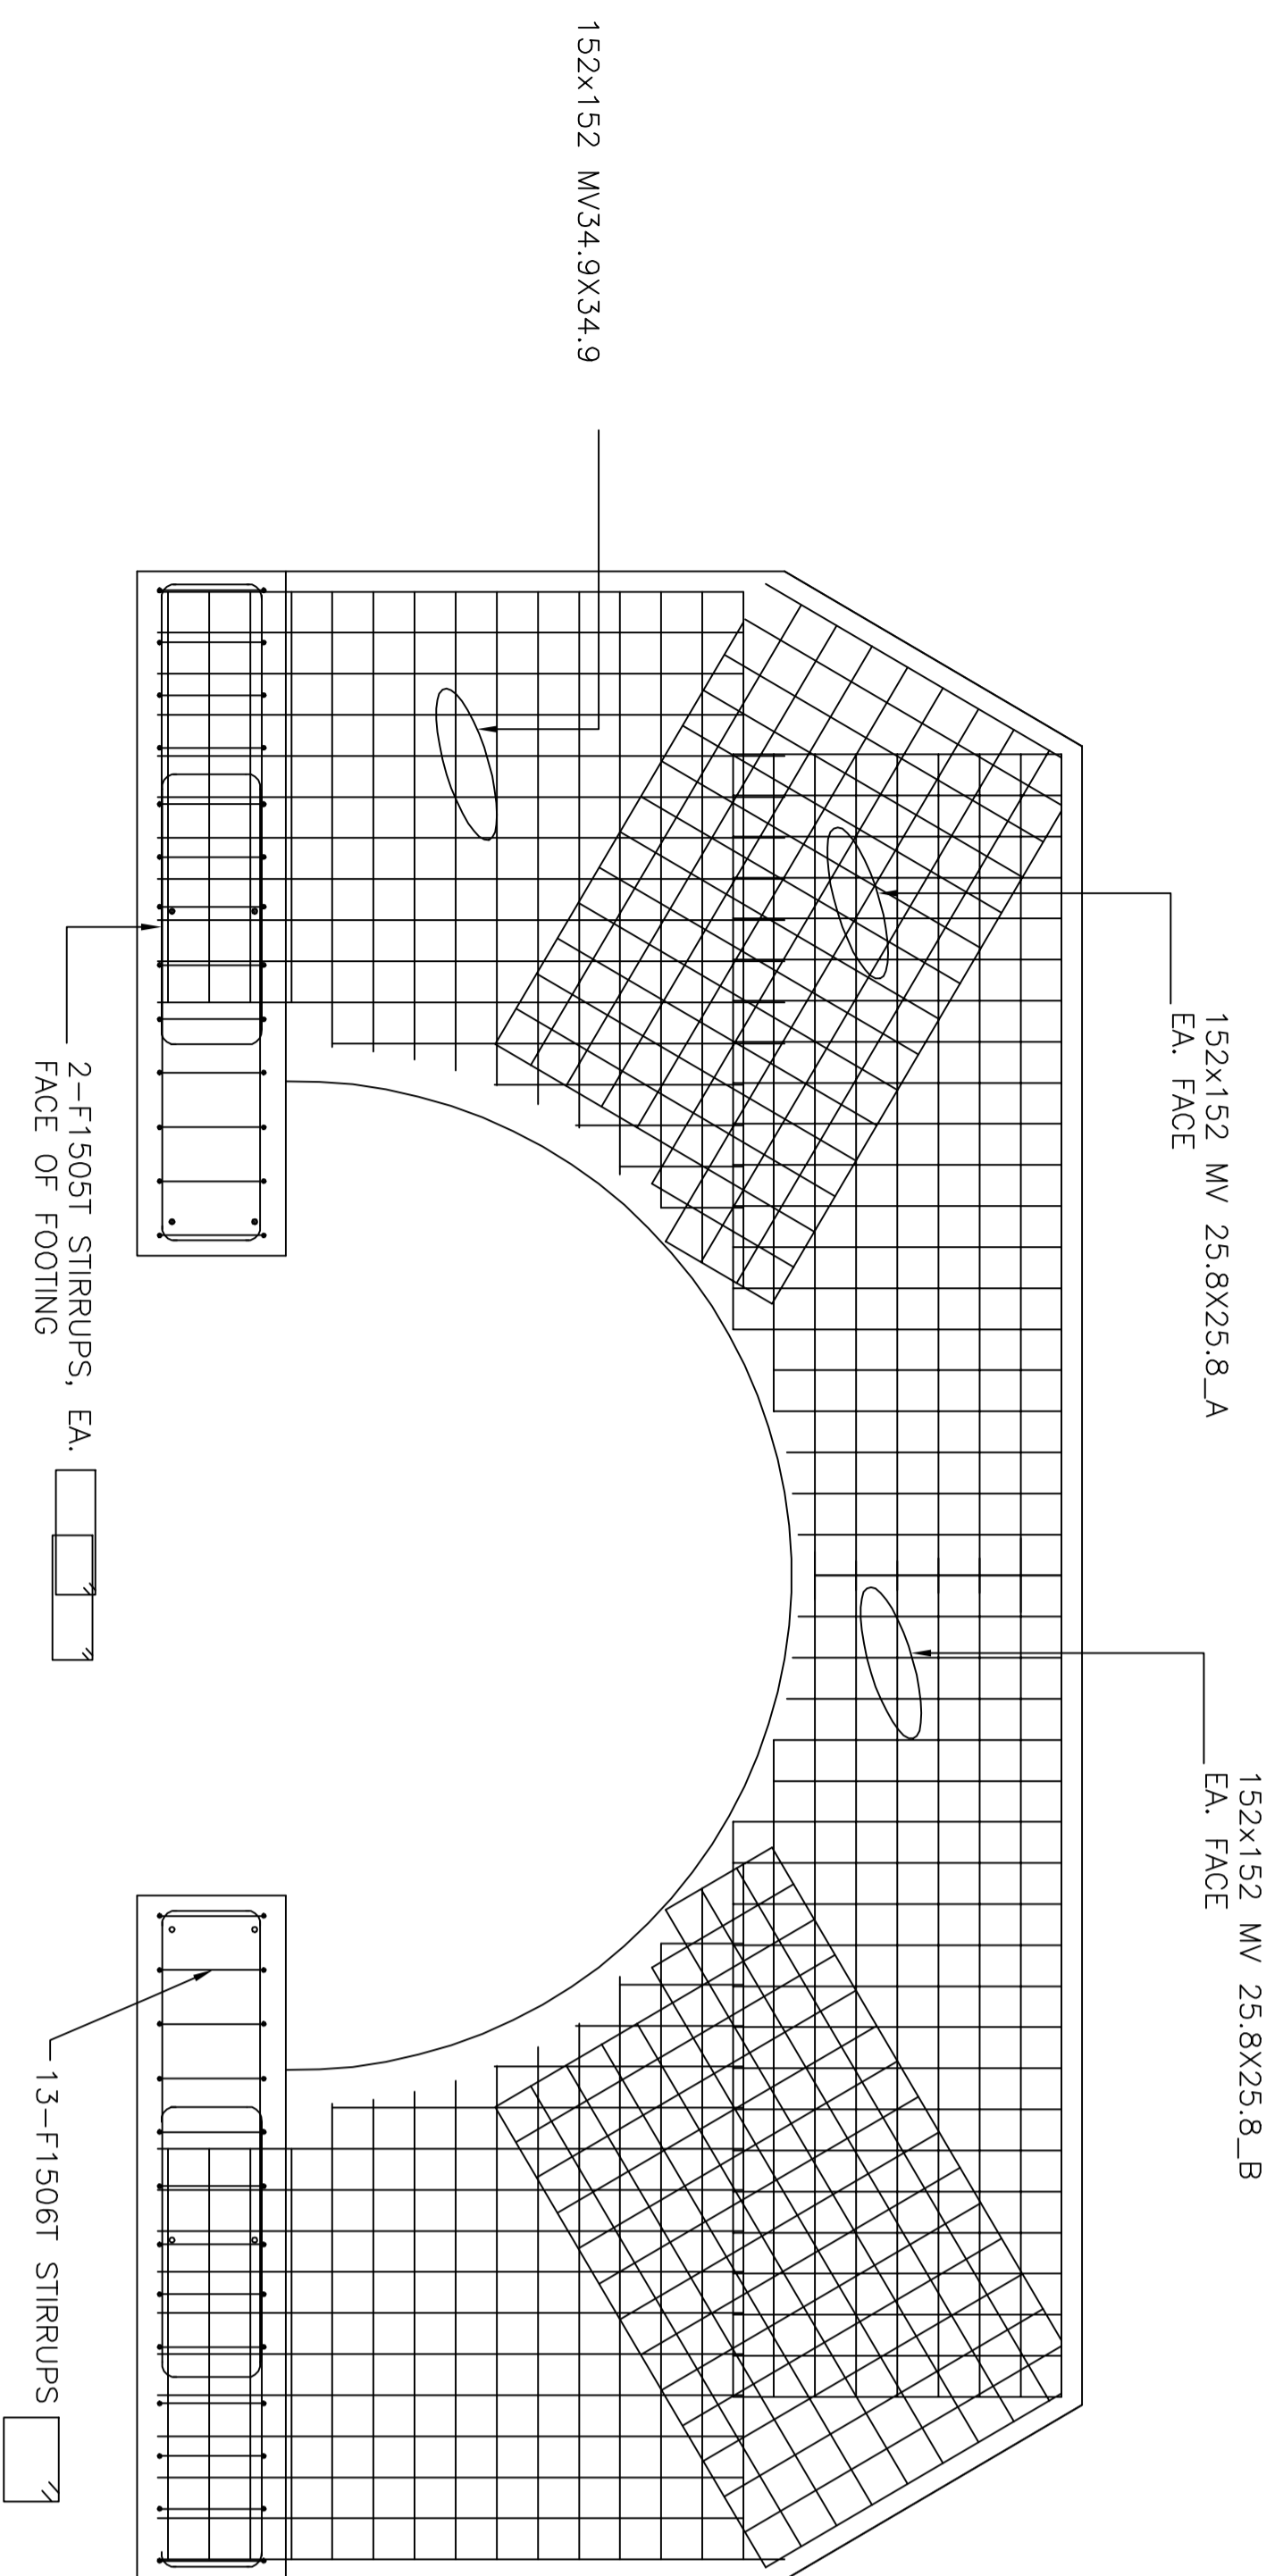 152x152 MV34.9X34.9
152x152 MV 25.8X25.8_A
EA. FACE
152x152 MV 25.8X25.8_B
EA. FACE
2-F1505T STIRRUPS, EA.
FACE OF FOOTING
13-F1506T STIRRUPS